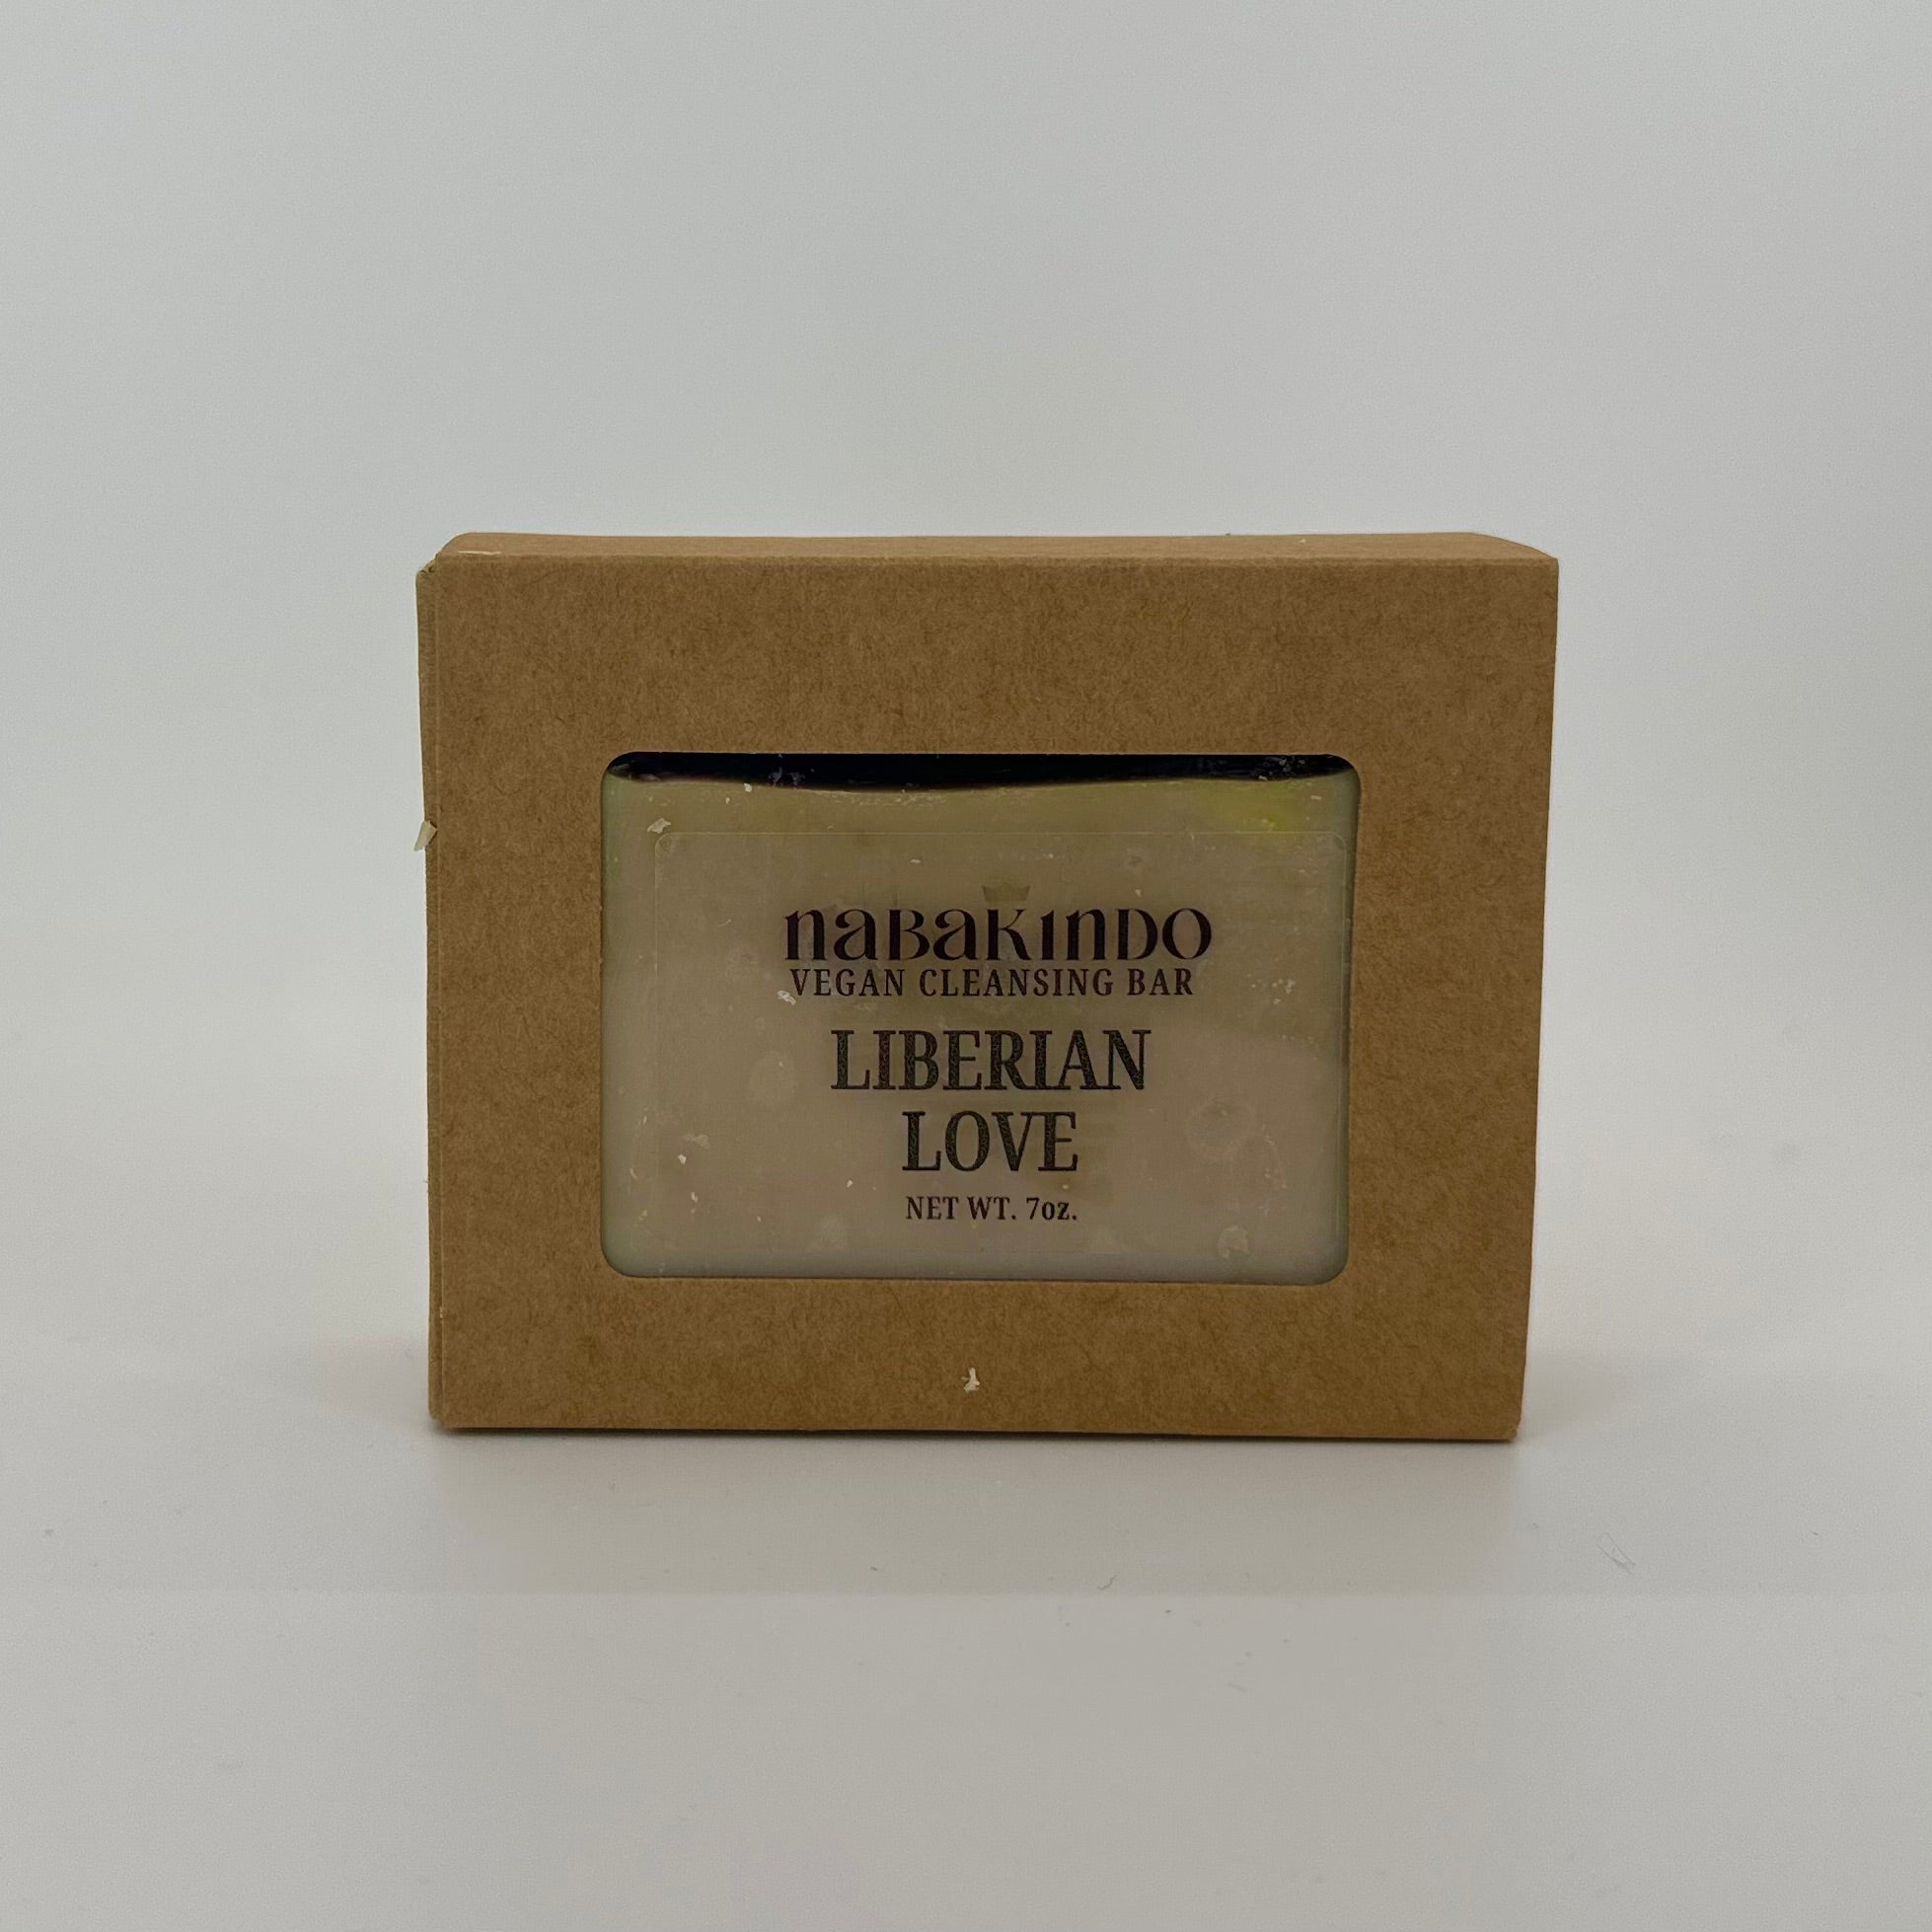 naBaKINDO
VEGAN CLEANSING BAR
LIBERIAN
LOVE
NET WT. 7oz.